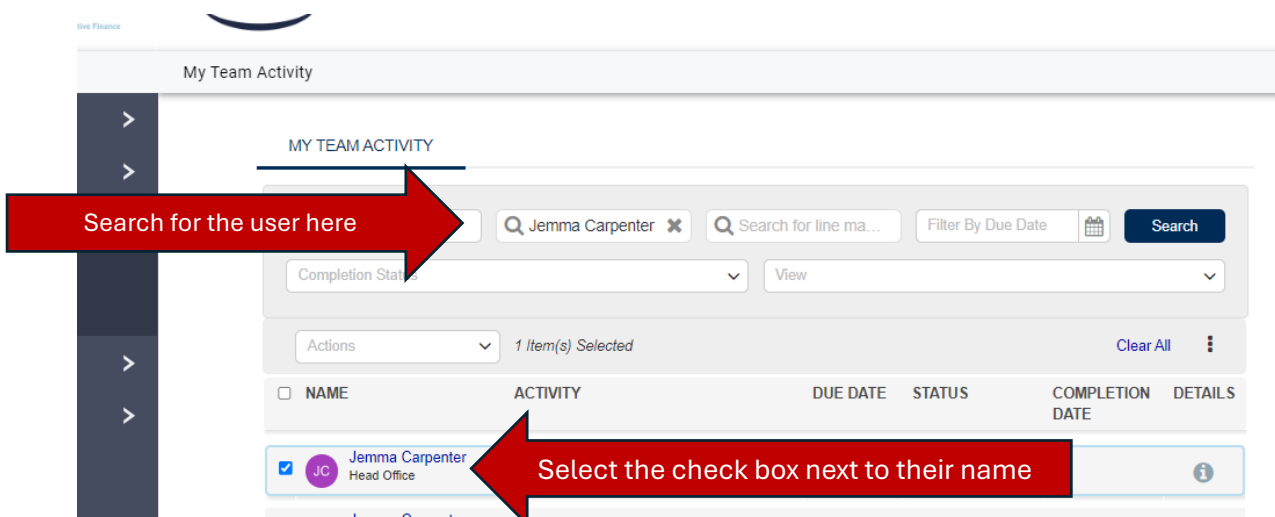 tive Finance
My Team Activity
MY TEAM ACTIVITY
Search for the user here
Jemma Carpenter
Search for line ma...
Filter By Due Date
Search
Completion Status
View
Actions
1 Item(s) Selected
Clear All
NAME
ACTIVITY
DUE DATE
STATUS
COMPLETION
DATE
DETAILS
JC
Jemma Carpenter
Head Office
Select the check box next to their name